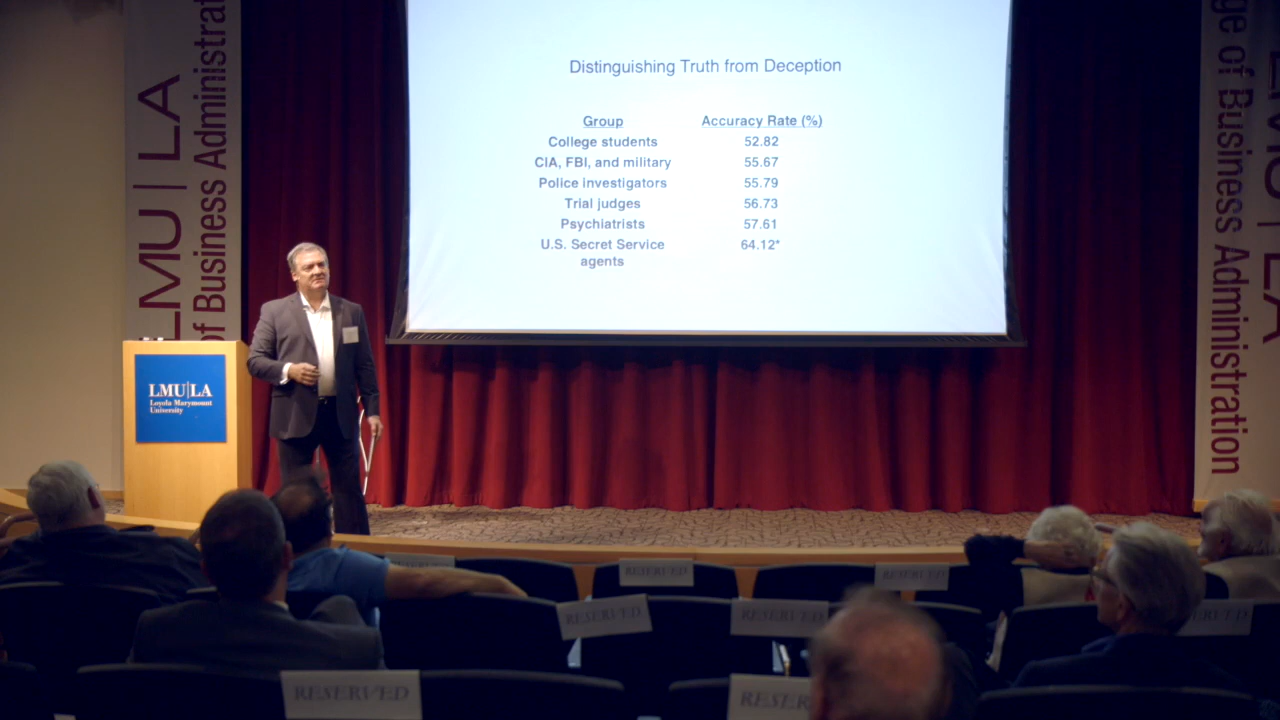 Distinguishing Truth from Deception
Group Accuracy Rate (%)
College students 52.82
CIA, FBI, and military 55.67
Police investigators 55.79
Trial judges 56.73
Psychiatrists 57.61
U.S. Secret Service 64.12*
agents
LMU | LA
of Business Administrat
LMU|LA
Loyola Marymount
University
ge of Business Administration
LMU | LA
RESERVED
RESERVED
RESERVED
RESERVED
RESERVED